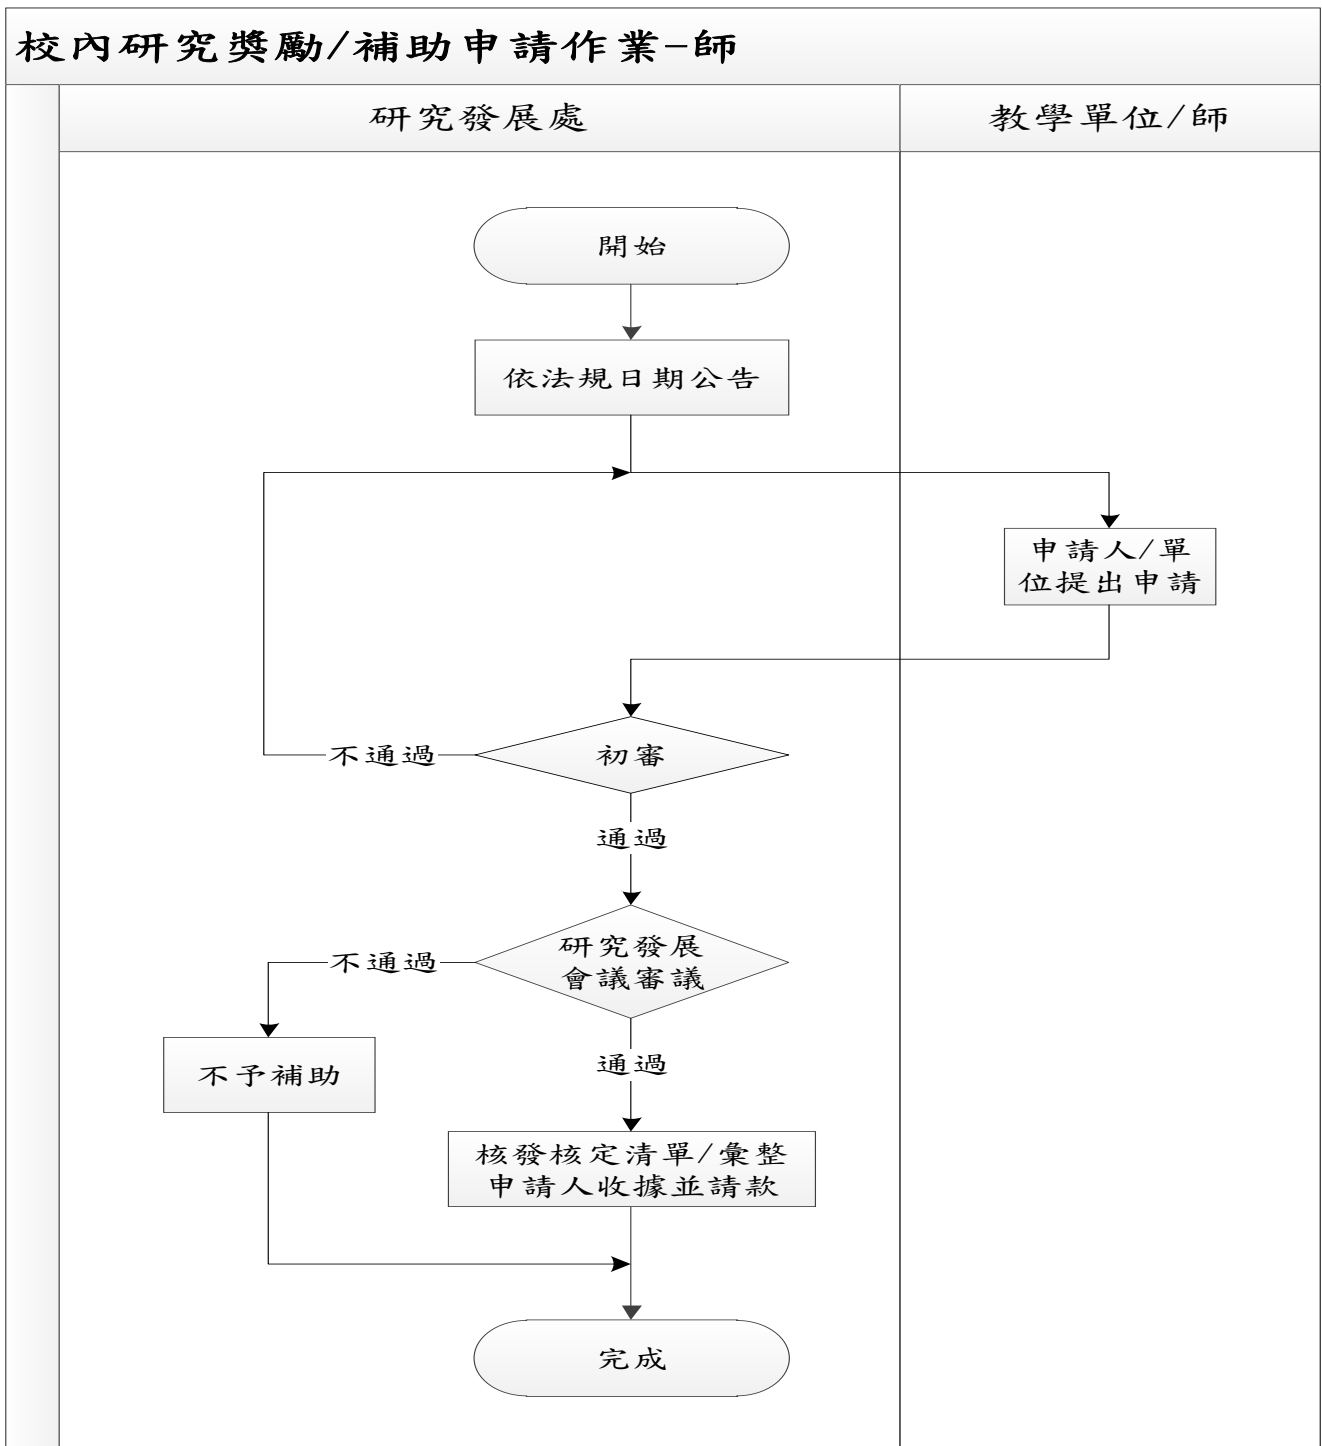 校內研究獎勵/補助申請作業-師
研究發展處
教學單位/師
開始
依法規日期公告
申請人/單
位提出申請
初審
不通過
通過
研究發展
會議審議
不通過
通過
不予補助
核發核定清單/彙整
申請人收據並請款
完成